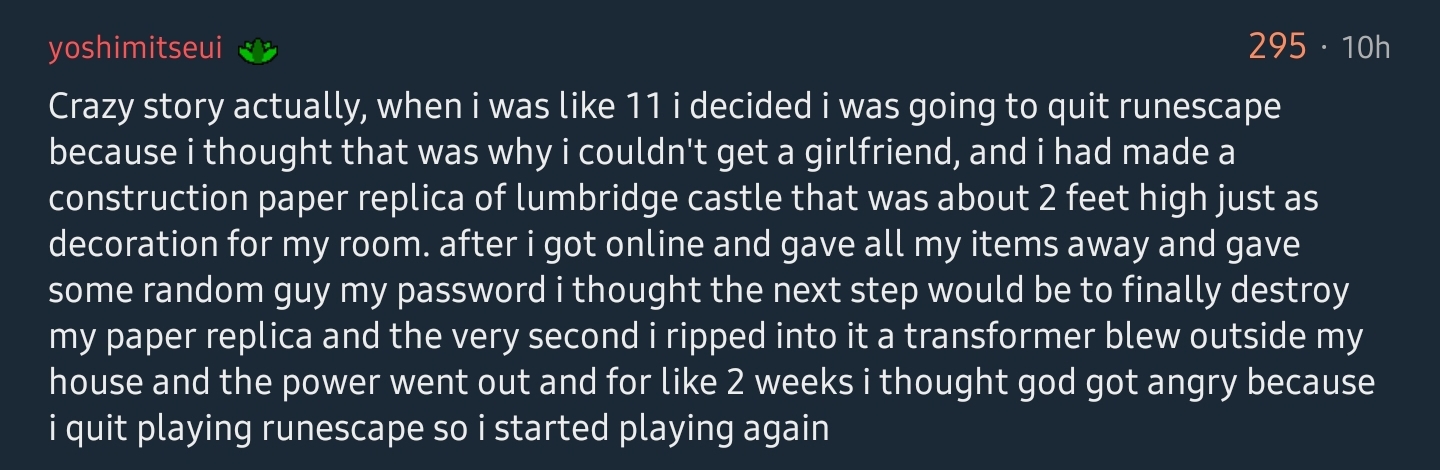 yoshimitseui 295 · 10h
Crazy story actually, when i was like 11 i decided i was going to quit runescape
because i thought that was why i couldn't get a girlfriend, and i had made a
construction paper replica of lumbridge castle that was about 2 feet high just as
decoration for my room. after i got online and gave all my items away and gave
some random guy my password i thought the next step would be to finally destroy
my paper replica and the very second i ripped into it a transformer blew outside my
house and the power went out and for like 2 weeks i thought god got angry because
i quit playing runescape so i started playing again